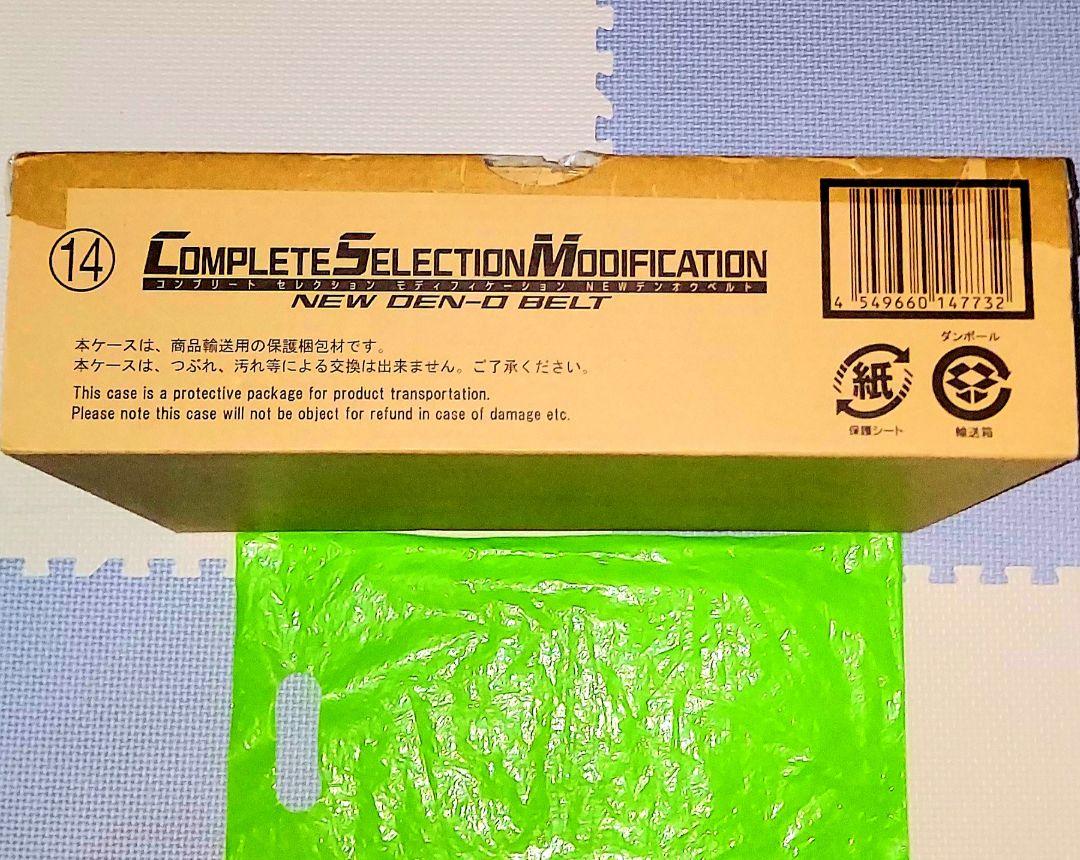 14
COMPLETE SELECTION MODIFICATION
コンプリート セレクション モディフィケーション NEWデンオウベルト
NEW DEN-O BELT
本ケースは、商品輸送用の保護梱包材です。
本ケースは、つぶれ、汚れ等による交換は出来ません。ご了承ください。
This case is a protective package for product transportation.
Please note this case will not be object for refund in case of damage etc.
4 549660 147732
紙
保護シート
ダンボール
輸送箱